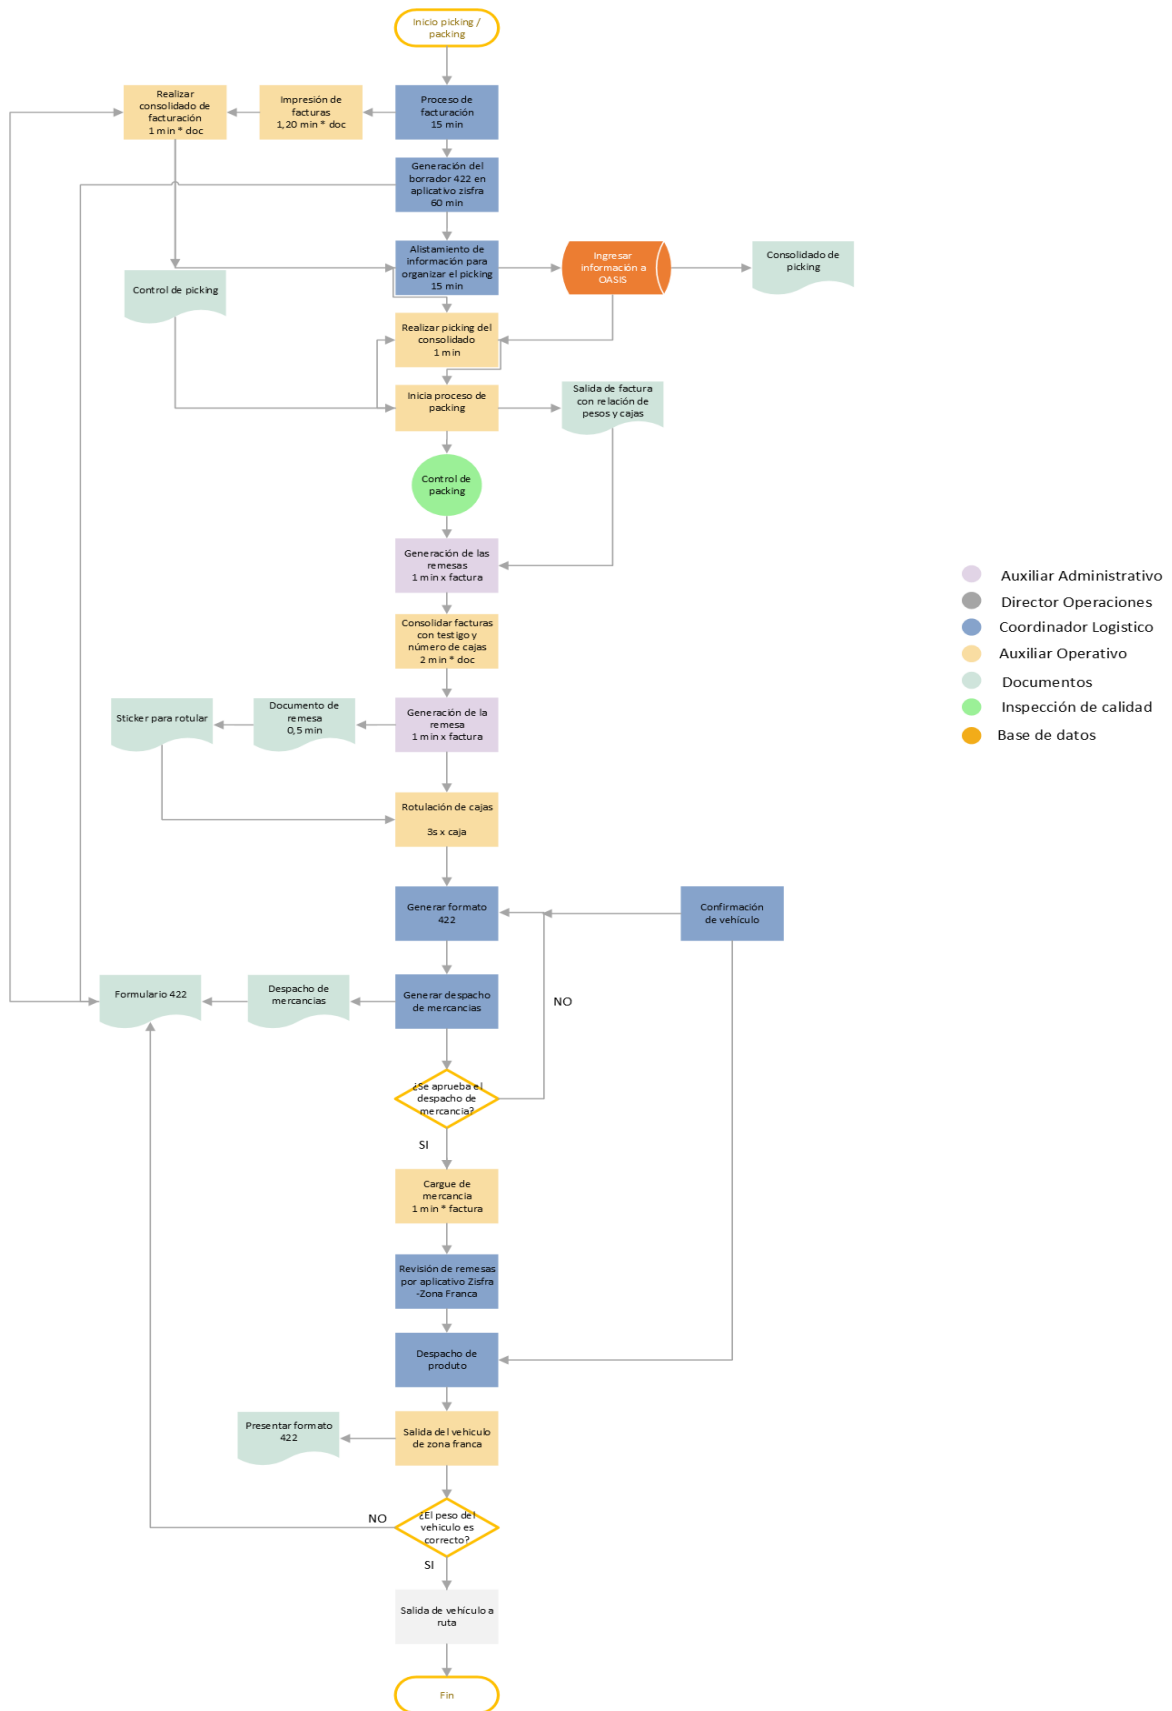 Inicio picking /
packing
Realizar
consolidado de
facturación
1 min * doc
Impresión de
facturas
1,20 min * doc
Proceso de
facturación
15 min
Generación del
borrador 422 en
aplicativo zisfra
60 min
Alistamiento de
información para
organizar el picking
15 min
Ingresar
información a
OASIS
Consolidado de
picking
Control de picking
Realizar picking del
consolidado
1 min
Inicia proceso de
packing
Salida de factura
con relación de
pesos y cajas
Control de
packing
Generación de las
remesas
1 min x factura
Auxiliar Administrativo
Director Operaciones
Coordinador Logistico
Auxiliar Operativo
Documentos
Inspección de calidad
Base de datos
Consolidar facturas
con testigo y
número de cajas
2 min * doc
Sticker para rotular
Documento de
remesa
0,5 min
Generación de la
remesa
1 min x factura
Rotulación de cajas
3s x caja
Generar formato
422
Confirmación
de vehículo
Formulario 422
Despacho de
mercancias
Generar despacho
de mercancias
NO
¿Se aprueba el
despacho de
mercancia?
SI
Cargue de
mercancia
1 min * factura
Revisión de remesas
por aplicativo Zisfra
-Zona Franca
Despacho de
produto
Presentar formato
422
Salida del vehiculo
de zona franca
NO
¿El peso del
vehiculo es
correcto?
SI
Salida de vehículo a
ruta
Fin